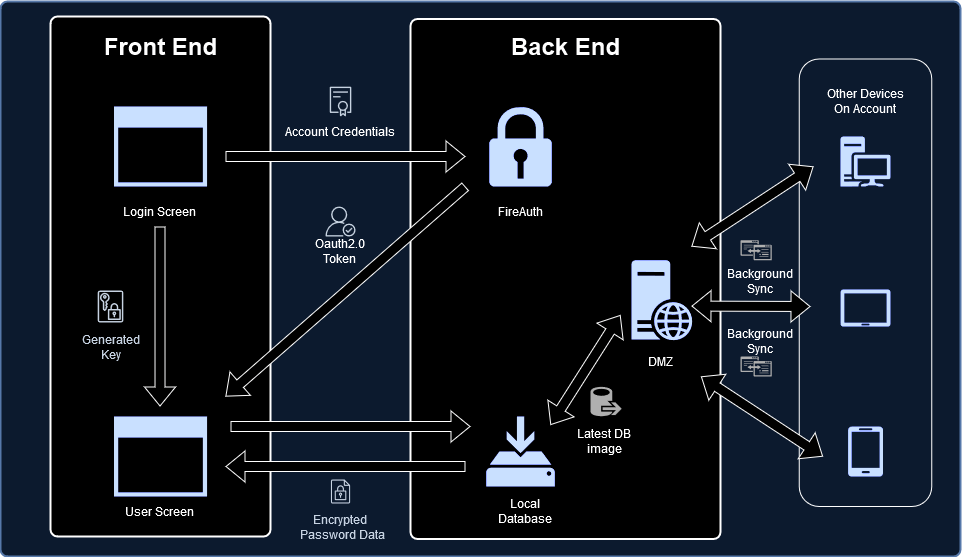 Front End
Back End
Account Credentials
Login Screen
FireAuth
Oauth2.0
Token
Generated
Key
User Screen
Encrypted
Password Data
Local
Database
Latest DB
image
DMZ
Background
Sync
Background
Sync
Other Devices
On Account